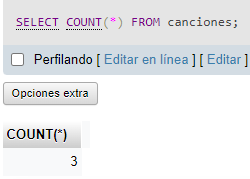 SELECT COUNT(*) FROM canciones;
Perfilando [ Editar en línea ] [ Editar ]
Opciones extra
COUNT(*)
3